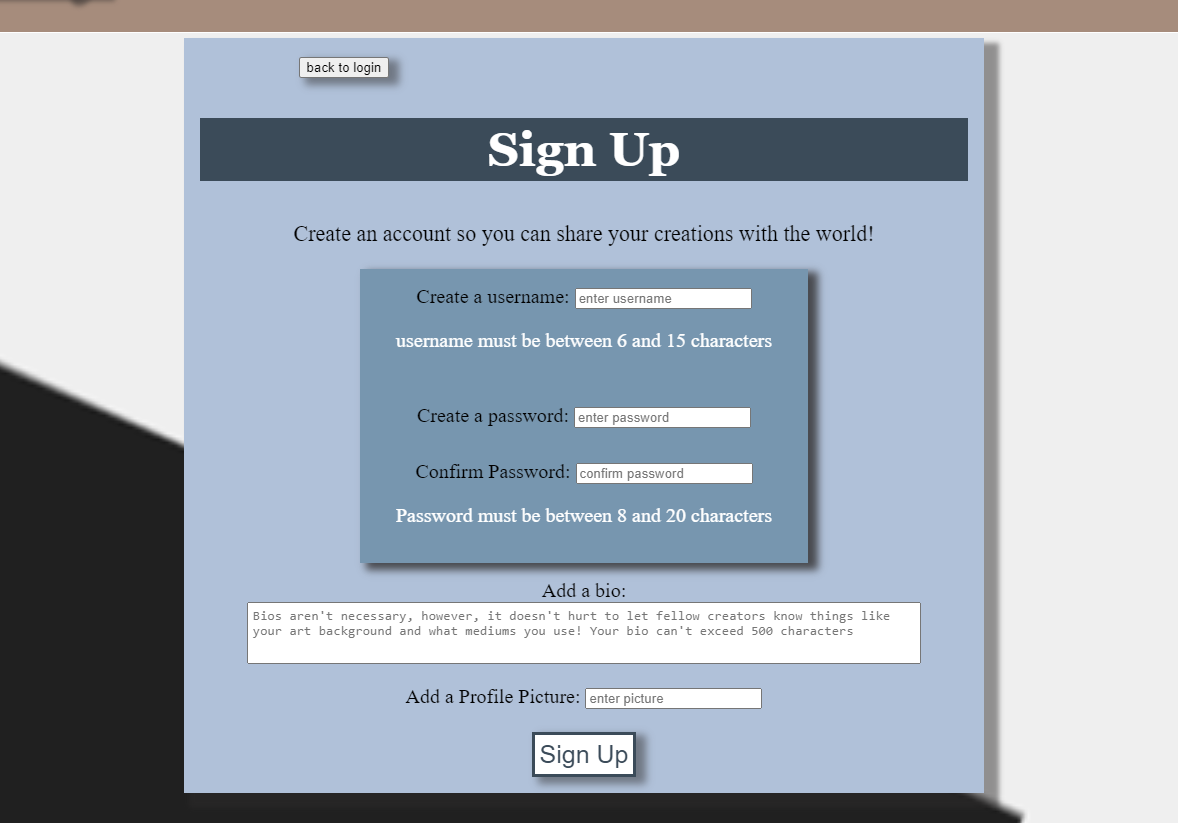 back to login
Sign Up
Create an account so you can share your creations with the world!
Create a username: enter username
username must be between 6 and 15 characters
Create a password: enter password
Confirm Password: confirm password
Password must be between 8 and 20 characters
Add a bio:
Bios aren't necessary, however, it doesn't hurt to let fellow creators know things like
your art background and what mediums you use! Your bio can't exceed 500 characters
Add a Profile Picture: enter picture
Sign Up